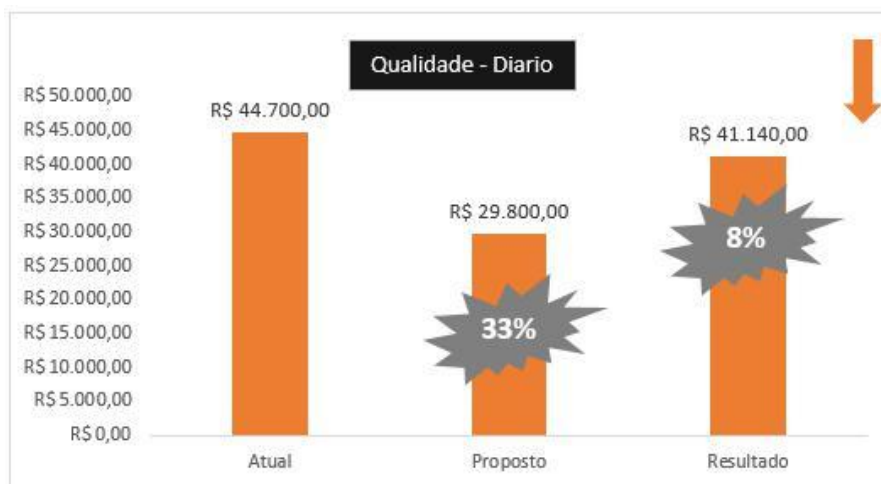 Qualidade - Diario
R$ 50.000,00
R$ 45.000,00
R$ 40.000,00
R$ 35.000,00
R$ 30.000,00
R$ 25.000,00
R$ 20.000,00
R$ 15.000,00
R$ 10.000,00
R$ 5.000,00
R$ 0,00
R$ 44.700,00
R$ 29.800,00
R$ 41.140,00
33%
8%
Atual
Proposto
Resultado